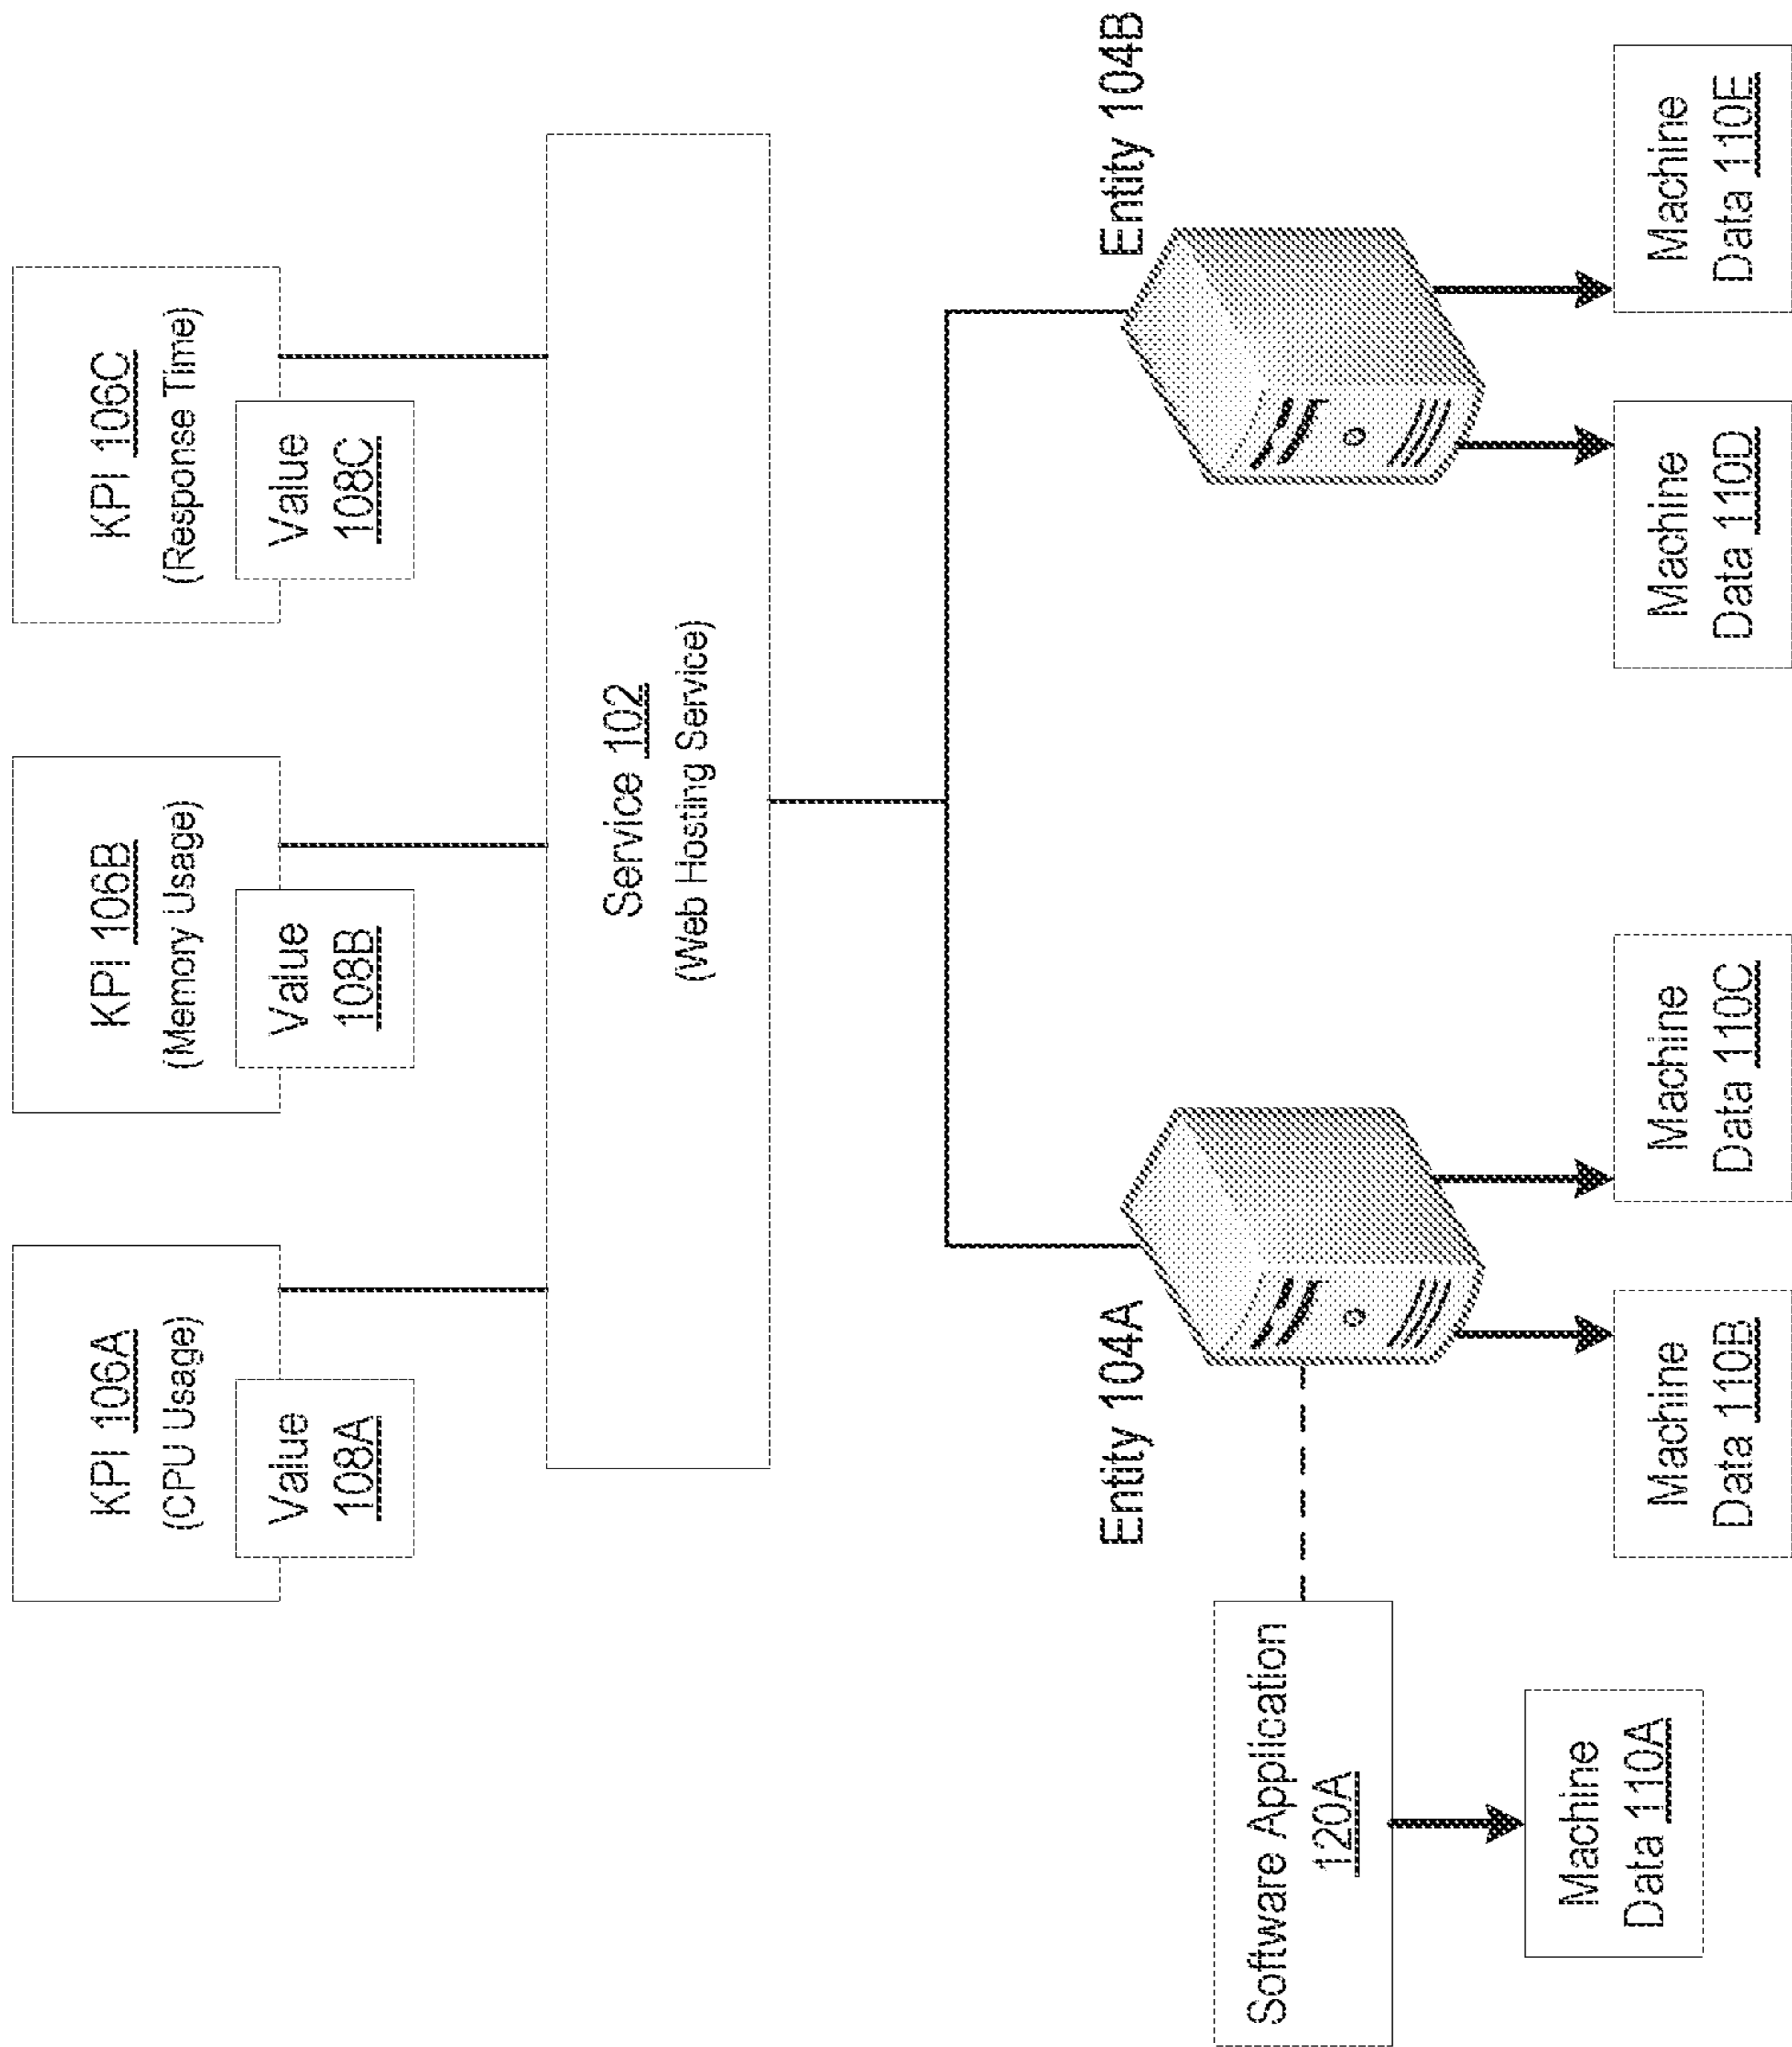 KPI 106A
(CPU Usage)
Value
108A
KPI 106B
(Memory Usage)
Value
108B
KPI 106C
(Response Time)
Value
108C
Service 102
(Web Hosting Service)
Entity 104A
Entity 104B
Software Application
120A
Machine
Data 110A
Machine
Data 110B
Machine
Data 110C
Machine
Data 110D
Machine
Data 110E